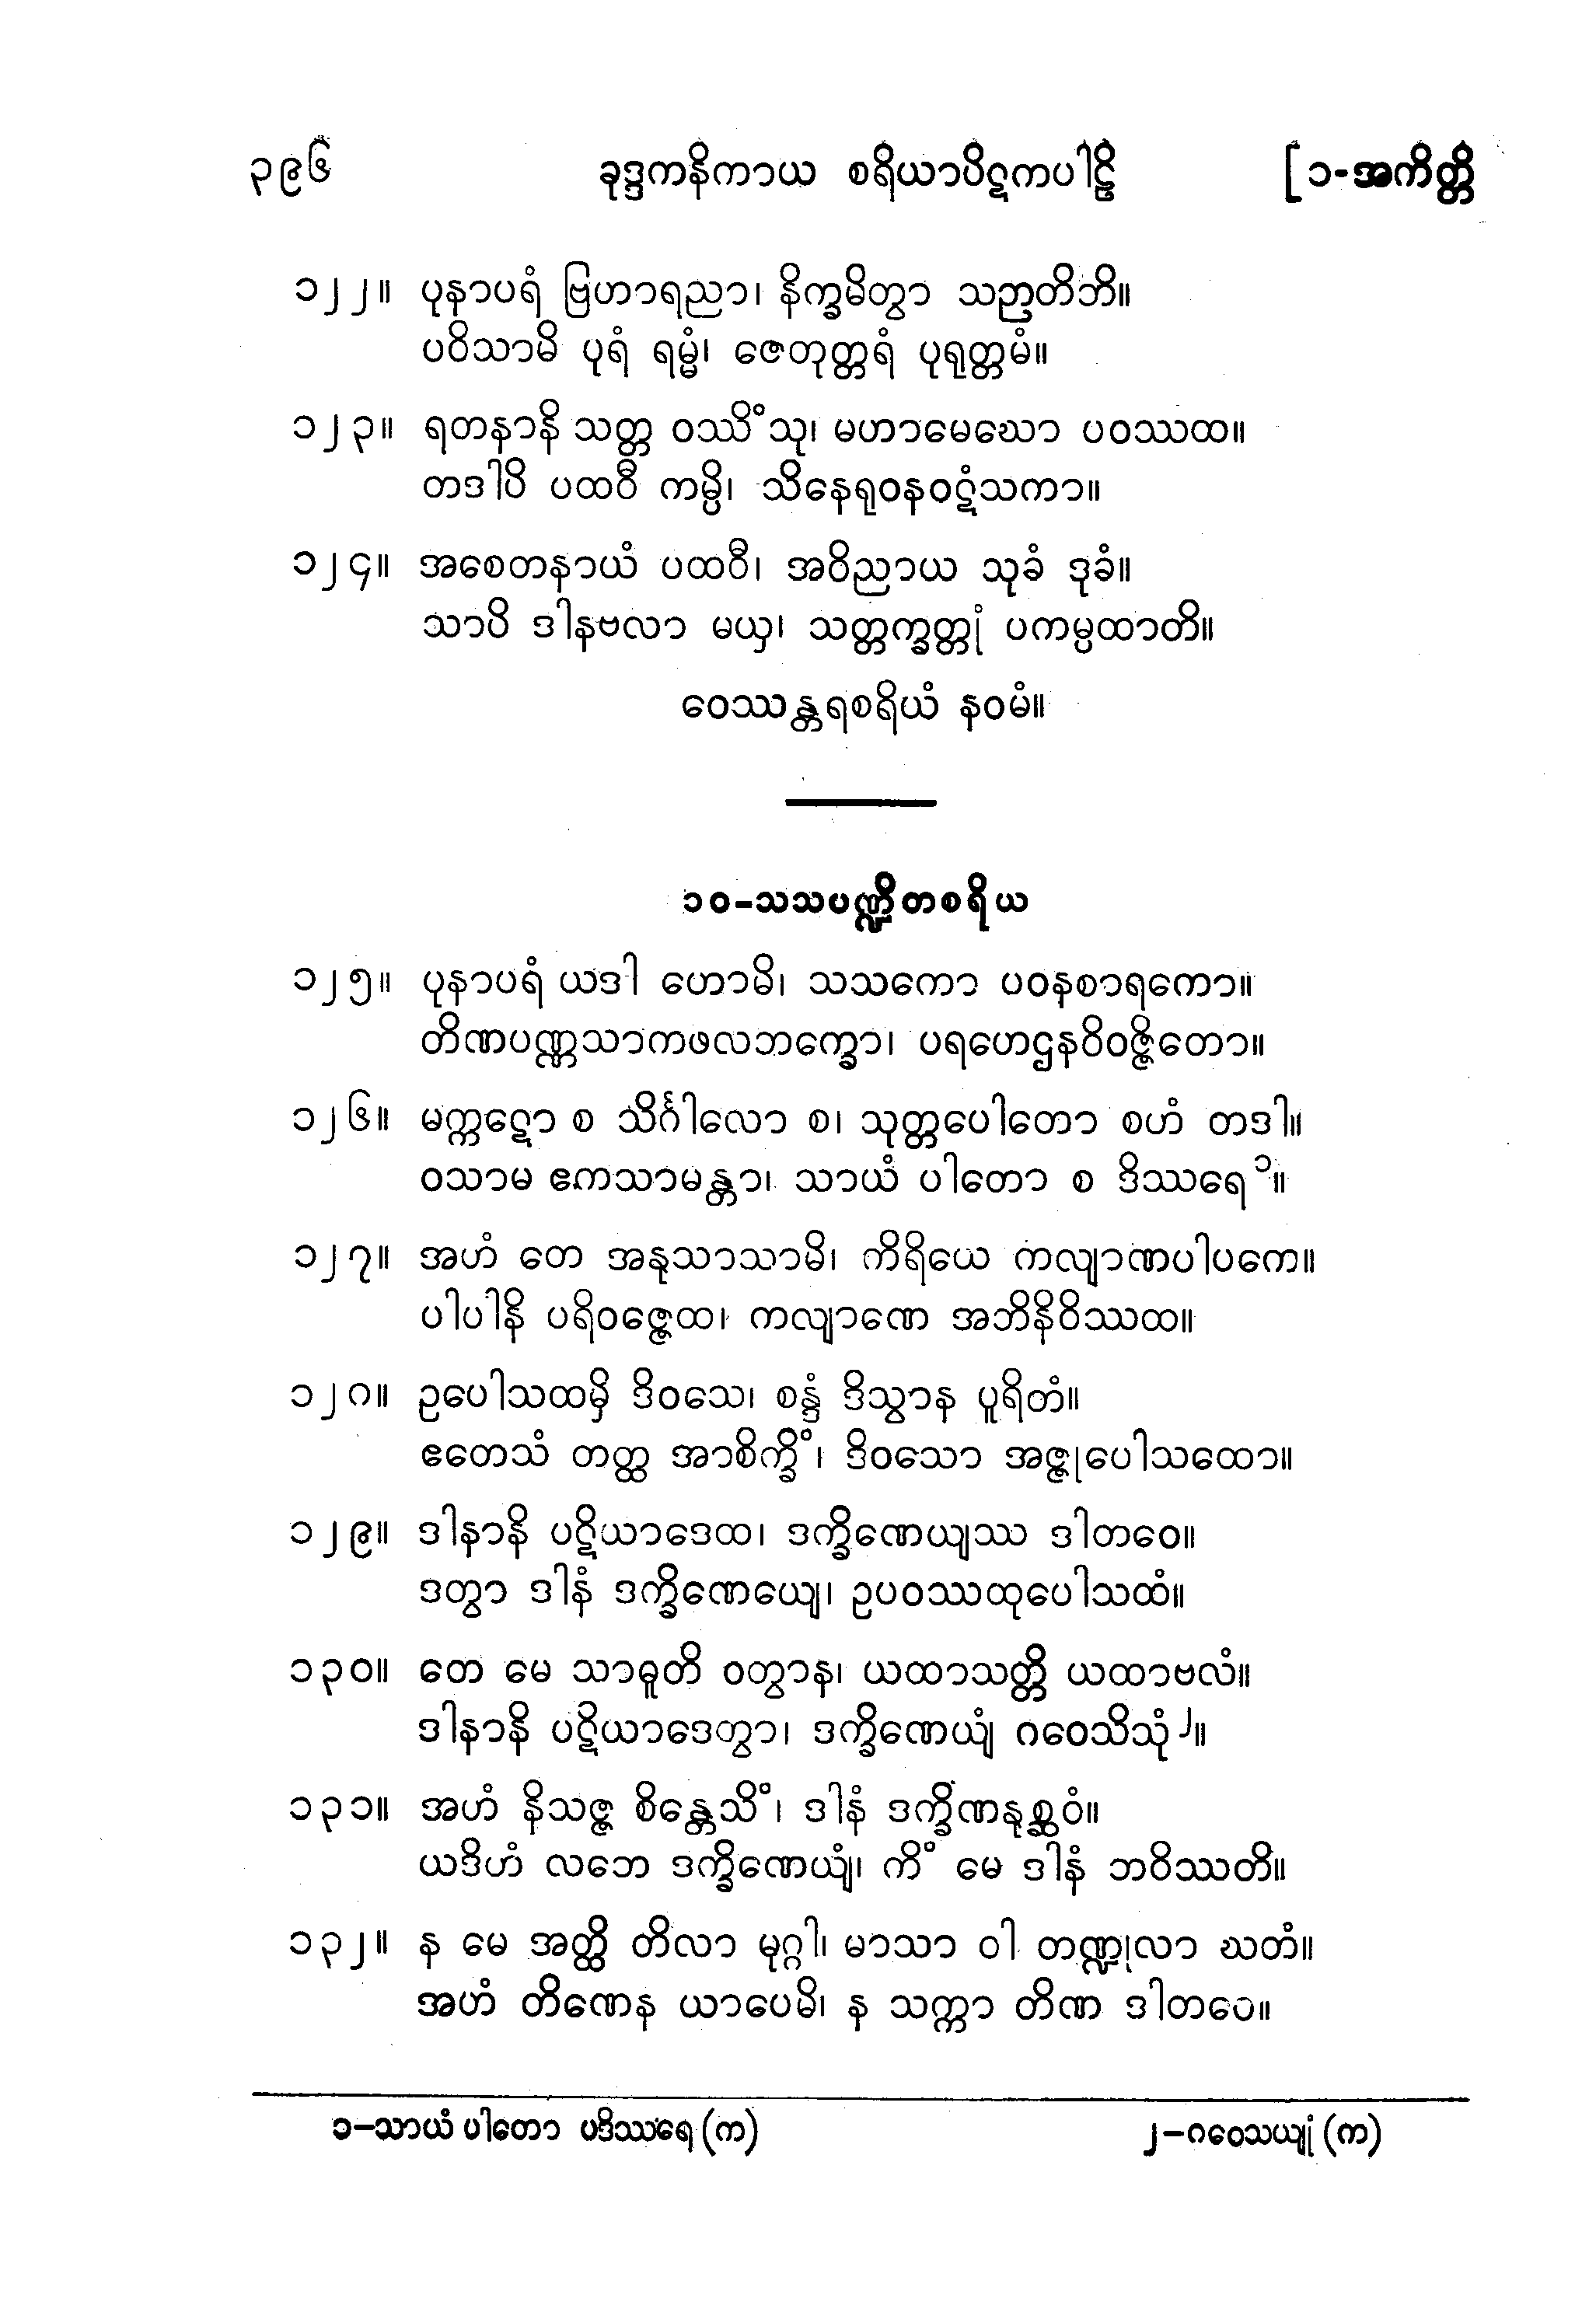 ၃၉၆ ခုဒ္ဒကနိကာယ စရိယာပိဋကပါဠိ [၁-အကိတ္တိ
၁၂၂။ ပုနာပရံ ဗြဟာရညာ၊ နိက္ခမိတွာ သဉာတိဘိ။
ပဝိသာမိ ပုရံ ရမ္မံ၊ ဇေတုတ္တရံ ပုရုတ္တမံ။
၁၂၃။ ရတနာနိ သတ္တ ဝဿိံသု၊ မဟာမေဃော ပဝဿထ။
တဒါပိ ပထဝီ ကမ္ပိ၊ သိနေရုဝနဝဋံသကာ။
၁၂၄။ အစေတနာယံ ပထဝီ၊ အဝိညာယ သုခံ ဒုခံ။
သာပိ ဒါနဗလာ မယှ၊ သတ္တက္ခတ္တုံ ပကမ္ပထာတိ။
ဝေဿန္တရစရိယံ နဝမံ။
၁၀-သသပဏ္ဍိတစရိယ
၁၂၅။ ပုနာပရံ ယဒါ ဟောမိ၊ သသကော ပဝနစာရကော။
တိဏပဏ္ဏသာကဖလဘက္ခော၊ ပရဟေဌနဝိဝဇ္ဇိတော။
၁၂၆။ မက္ကဋော စ သိင်္ဂါလော စ၊ သုတ္တပေါတော စဟံ တဒါ။
ဝသာမ ဧကသာမန္တာ၊ သာယံ ပါတော စ ဒိဿရေ၁။
၁၂၇။ အဟံ တေ အနုသာသာမိ၊ ကိရိယေ ကလျာဏပါပကေ။
ပါပါနိ ပရိဝဇ္ဇေထ၊ ကလျာဏေ အဘိနိဝိဿထ။
၁၂၈။ ဥပေါသထမှိ ဒိဝသေ၊ စန္ဒံ ဒိသွာန ပူရိတံ။
ဧတေသံ တတ္ထ အာစိက္ခိံ၊ ဒိဝသော အဇ္ဇုပေါသထော။
၁၂၉။ ဒါနာနိ ပဋိယာဒေထ၊ ဒက္ခိဏေယျဿ ဒါတဝေ။
ဒတွာ ဒါနံ ဒက္ခိဏေယျေ၊ ဥပဝဿထုပေါသထံ။
၁၃၀။ တေ မေ သာဓူတိ ဝတွာန၊ ယထာသတ္တိ ယထာဗလံ။
ဒါနာနိ ပဋိယာဒေတွာ၊ ဒက္ခိဏေယျံ ဂဝေသိသုံ၂။
၁၃၁။ အဟံ နိသဇ္ဇ စိန္တေသိံ၊ ဒါနံ ဒက္ခိဏနုစ္ဆဝံ။
ယဒိဟံ လဘေ ဒက္ခိဏေယျံ၊ ကိံ မေ ဒါနံ ဘဝိဿတိ။
၁၃၂။ န မေ အတ္ထိ တိလာ မုဂ္ဂါ၊ မာသာ ဝါ တဏ္ဍုလာ ဃတံ။
အဟံ တိဏေန ယာပေမိ၊ န သက္ကာ တိဏ ဒါတဝေ။
၁−သာယံ ပါတော ပဒိဿရေ (က) ၂−ဂဝေသယျုံ (က)